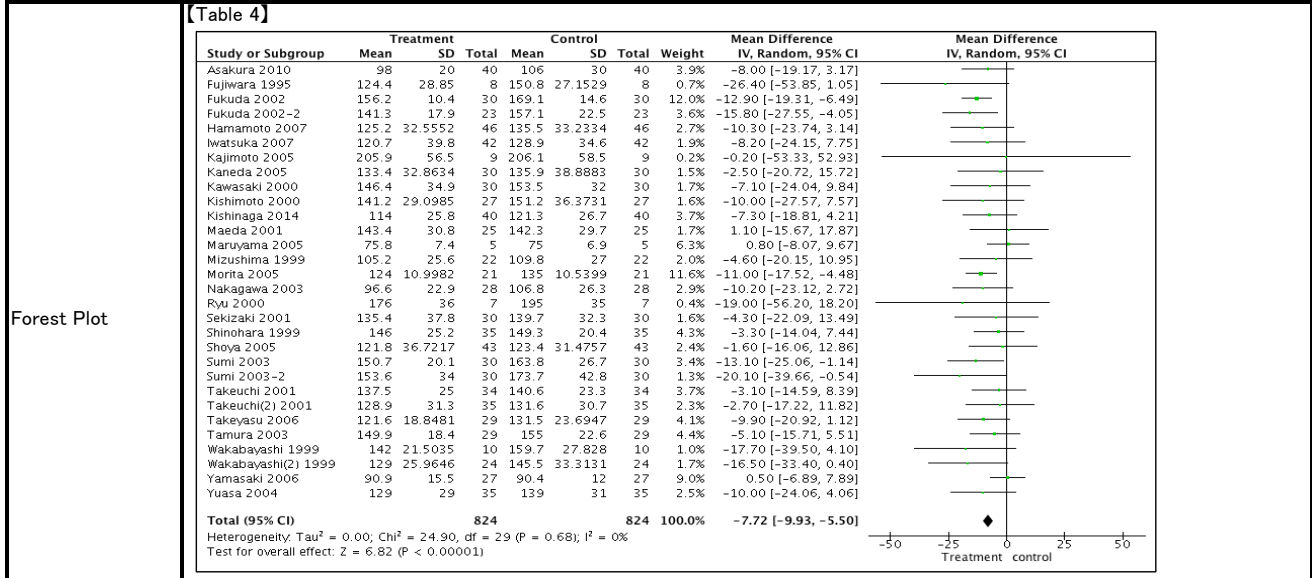 【Table 4】
Treatment Control Mean Difference Mean Difference
Study or Subgroup Mean SD Total Mean SD Total Weight IV, Random, 95% CI IV, Random, 95% CI
Asakura 2010 98 20 40 106 30 40 3.9% -8.00 [-19.17, 3.17]
Fujiwara 1995 124.4 28.85 8 150.8 27.1529 8 0.7% -26.40 [-53.85, 1.05]
Fukuda 2002 156.2 10.4 30 169.1 14.6 30 12.0% -12.90 [-19.31, -6.49]
Fukuda 2002-2 141.3 17.9 23 157.1 22.5 23 3.6% -15.80 [-27.55, -4.05]
Hamamoto 2007 125.2 32.5552 46 135.5 33.2334 46 2.7% -10.30 [-23.74, 3.14]
Iwatsuka 2007 120.7 39.8 42 128.9 34.6 42 1.9% -8.20 [-24.15, 7.75]
Kajimoto 2005 205.9 56.5 9 206.1 58.5 9 0.2% -0.20 [-53.33, 52.93]
Kaneda 2005 133.4 32.8634 30 135.9 38.8883 30 1.5% -2.50 [-20.72, 15.72]
Kawasaki 2000 146.4 34.9 30 153.5 32 30 1.7% -7.10 [-24.04, 9.84]
Kishimoto 2000 141.2 29.0985 27 151.2 36.3731 27 1.6% -10.00 [-27.57, 7.57]
Kishinaga 2014 114 25.8 40 121.3 26.7 40 3.7% -7.30 [-18.81, 4.21]
Maeda 2001 143.4 30.8 25 142.3 29.7 25 1.7% 1.10 [-15.67, 17.87]
Maruyama 2005 75.8 7.4 5 75 6.9 5 6.3% 0.80 [-8.07, 9.67]
Mizushima 1999 105.2 25.6 22 109.8 27 22 2.0% -4.60 [-20.15, 10.95]
Morita 2005 124 10.9982 21 135 10.5399 21 11.6% -11.00 [-17.52, -4.48]
Nakagawa 2003 96.6 22.9 28 106.8 26.3 28 2.9% -10.20 [-23.12, 2.72]
Ryu 2000 176 36 7 195 35 7 0.4% -19.00 [-56.20, 18.20]
Sekizaki 2001 135.4 37.8 30 139.7 32.3 30 1.6% -4.30 [-22.09, 13.49]
Shinohara 1999 146 25.2 35 149.3 20.4 35 4.3% -3.30 [-14.04, 7.44]
Shoya 2005 121.8 36.7217 43 123.4 31.4757 43 2.4% -1.60 [-16.06, 12.86]
Sumi 2003 150.7 20.1 30 163.8 26.7 30 3.4% -13.10 [-25.06, -1.14]
Sumi 2003-2 153.6 34 30 173.7 42.8 30 1.3% -20.10 [-39.66, -0.54]
Takeuchi 2001 137.5 25 34 140.6 23.3 34 3.7% -3.10 [-14.59, 8.39]
Takeuchi(2) 2001 128.9 31.3 35 131.6 30.7 35 2.3% -2.70 [-17.22, 11.82]
Takeyasu 2006 121.6 18.8481 29 131.5 23.6947 29 4.1% -9.90 [-20.92, 1.12]
Tamura 2003 149.9 18.4 29 155 22.6 29 4.4% -5.10 [-15.71, 5.51]
Wakabayashi 1999 142 21.5035 10 159.7 27.828 10 1.0% -17.70 [-39.50, 4.10]
Wakabayashi(2) 1999 129 25.9646 24 145.5 33.3131 24 1.7% -16.50 [-33.40, 0.40]
Yamasaki 2006 90.9 15.5 27 90.4 12 27 9.0% 0.50 [-6.89, 7.89]
Yuasa 2004 129 29 35 139 31 35 2.5% -10.00 [-24.06, 4.06]
Total (95% CI) 824 824 100.0% -7.72 [-9.93, -5.50]
Heterogeneity: Tau² = 0.00; Chi² = 24.90, df = 29 (P = 0.68); I² = 0%
Test for overall effect: Z = 6.82 (P < 0.00001)
-50 -25 0 25 50
Treatment control
Forest Plot